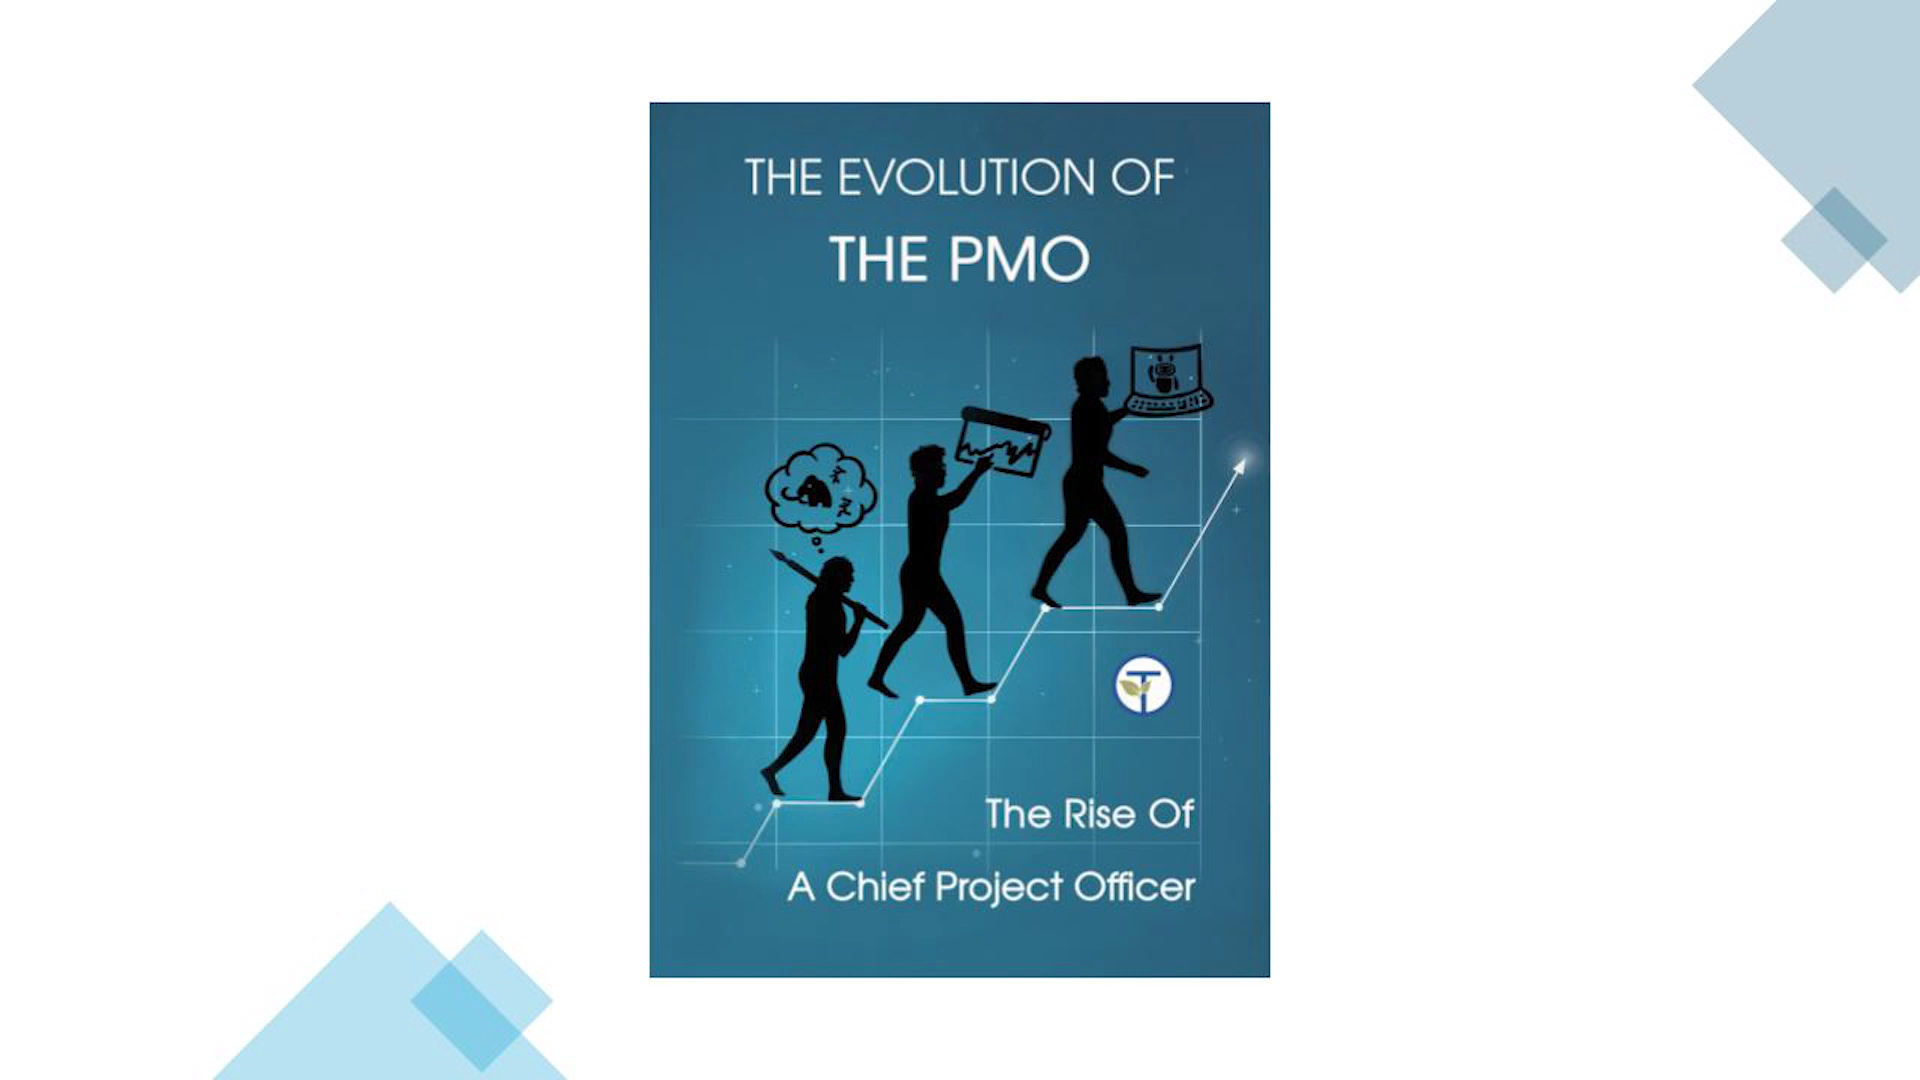 THE EVOLUTION OF
THE PMO
Z
Z
T
The Rise Of
A Chief Project Officer